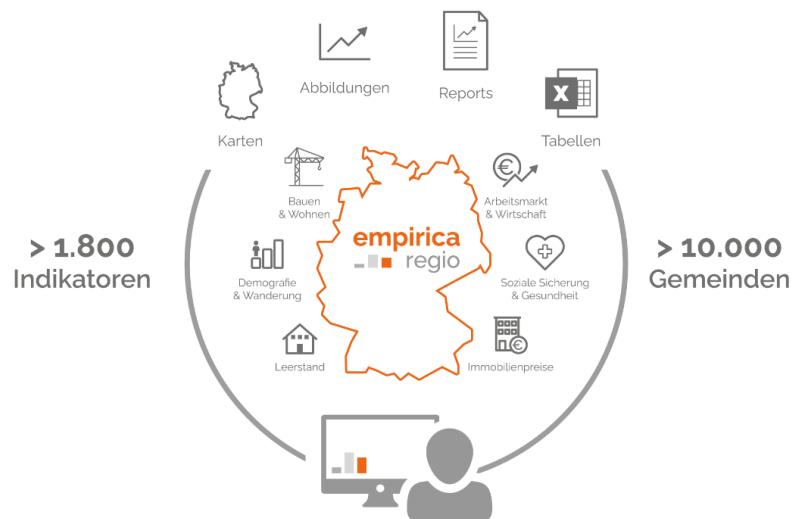 Abbildungen
Reports
Karten
Tabellen
X
Bauen
& Wohnen
€
Arbeitsmarkt
& Wirtschaft
empirica
regio
> 1.800
Indikatoren
Demografie
& Wanderung
Soziale Sicherung
& Gesundheit
> 10.000
Gemeinden
Leerstand
€
Immobilienpreise